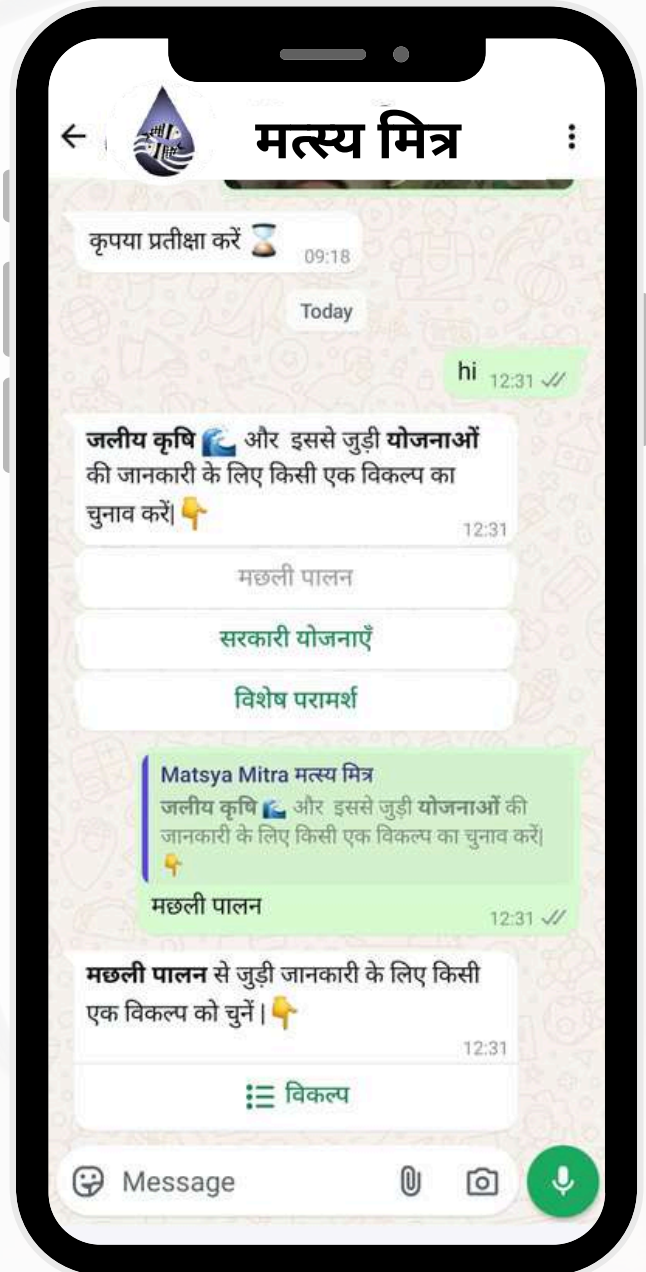 मत्स्य मित्र
कृपया प्रतीक्षा करें ⌛ 09:18
Today
hi 12:31
जलीय कृषि 🌊 और इससे जुड़ी योजनाओं
की जानकारी के लिए किसी एक विकल्प का
चुनाव करें| 👇
12:31
मछली पालन
सरकारी योजनाएँ
विशेष परामर्श
Matsya Mitra मत्स्य मित्र
जलीय कृषि 🌊 और इससे जुड़ी योजनाओं की
जानकारी के लिए किसी एक विकल्प का चुनाव करें|
👇
मछली पालन
12:31
मछली पालन से जुड़ी जानकारी के लिए किसी
एक विकल्प को चुनें | 👇
12:31
विकल्प
Message